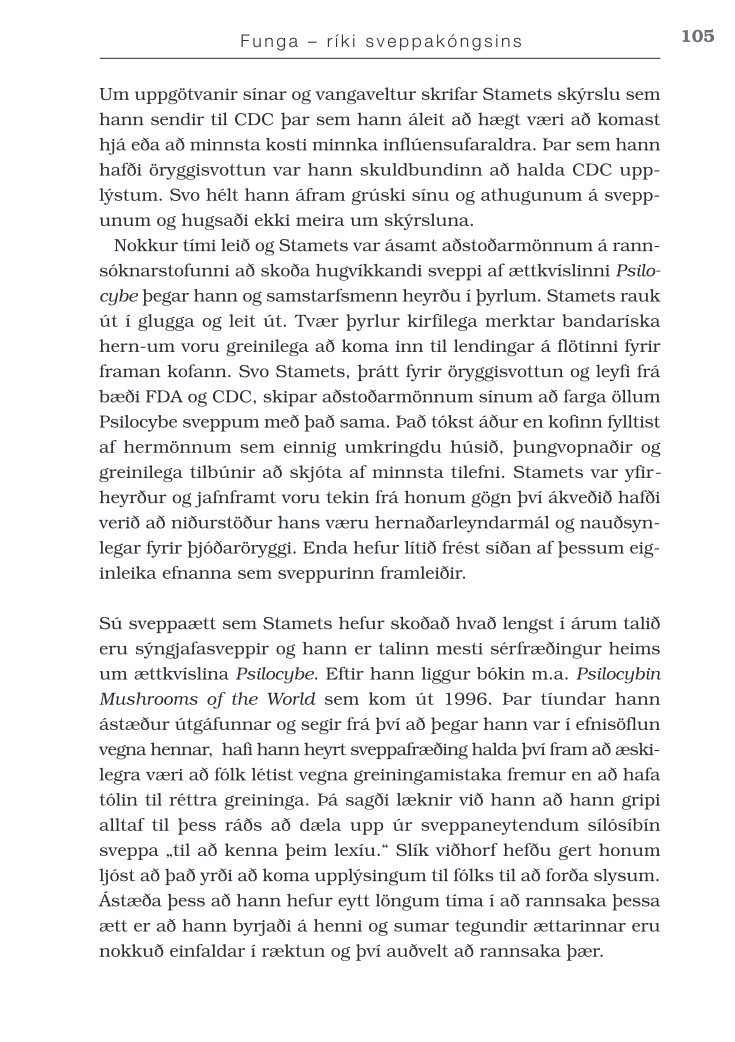 Funga – ríki sveppakóngsins
105
Um uppgötvanir sínar og vangaveltur skrifar Stamets skýrslu sem
hann sendir til CDC þar sem hann áleit að hægt væri að komast
hjá eða að minnsta kosti minnka inflúensufaraldra. Þar sem hann
hafði öryggisvottun var hann skuldbundinn að halda CDC upp-
lýstum. Svo hélt hann áfram grúski sínu og athugunum á svepp-
unum og hugsaði ekki meira um skýrsluna.
Nokkur tími leið og Stamets var ásamt aðstoðarmönnum á rann-
sóknarstofunni að skoða hugvíkkandi sveppi af ættkvíslinni Psilo-
cybe þegar hann og samstarfsmenn heyrðu í þyrlum. Stamets rauk
út í glugga og leit út. Tvær þyrlur kirfilega merktar bandaríska
hern-um voru greinilega að koma inn til lendingar á flötinni fyrir
framan kofann. Svo Stamets, þrátt fyrir öryggisvottun og leyfi frá
bæði FDA og CDC, skipar aðstoðarmönnum sínum að farga öllum
Psilocybe sveppum með það sama. Það tókst áður en kofinn fylltist
af hermönnum sem einnig umkringdu húsið, þungvopnaðir og
greinilega tilbúnir að skjóta af minnsta tilefni. Stamets var yfir-
heyrður og jafnframt voru tekin frá honum gögn því ákveðið hafði
verið að niðurstöður hans væru hernaðarleyndarmál og nauðsyn-
legar fyrir þjóðaröryggi. Enda hefur lítið frést síðan af þessum eig-
inleika efnanna sem sveppurinn framleiðir.
Sú sveppaætt sem Stamets hefur skoðað hvað lengst í árum talið
eru sýngjafasveppir og hann er talinn mesti sérfræðingur heims
um ættkvíslina Psilocybe. Eftir hann liggur bókin m.a. Psilocybin
Mushrooms of the World sem kom út 1996. Þar tíundar hann
ástæður útgáfunnar og segir frá því að þegar hann var í efnisöflun
vegna hennar,  hafi hann heyrt sveppafræðing halda því fram að æski-
legra væri að fólk létist vegna greiningamistaka fremur en að hafa
tólin til réttra greininga. Þá sagði læknir við hann að hann gripi
alltaf til þess ráðs að dæla upp úr sveppaneytendum sílósíbín
sveppa „til að kenna þeim lexíu.“ Slík viðhorf hefðu gert honum
ljóst að það yrði að koma upplýsingum til fólks til að forða slysum.
Ástæða þess að hann hefur eytt löngum tíma í að rannsaka þessa
ætt er að hann byrjaði á henni og sumar tegundir ættarinnar eru
nokkuð einfaldar í ræktun og því auðvelt að rannsaka þær.